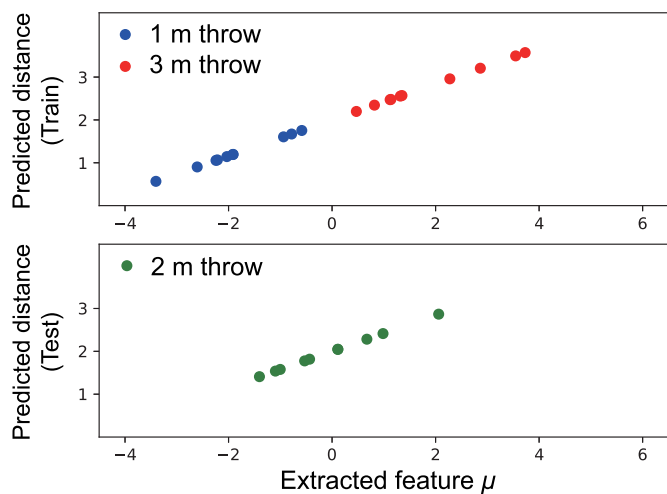 Predicted distance
(Train)
1 m throw
3 m throw
3
2
1
−4 −2 0 2 4 6
Predicted distance
(Test)
2 m throw
3
2
1
−4 −2 0 2 4 6
Extracted feature μ